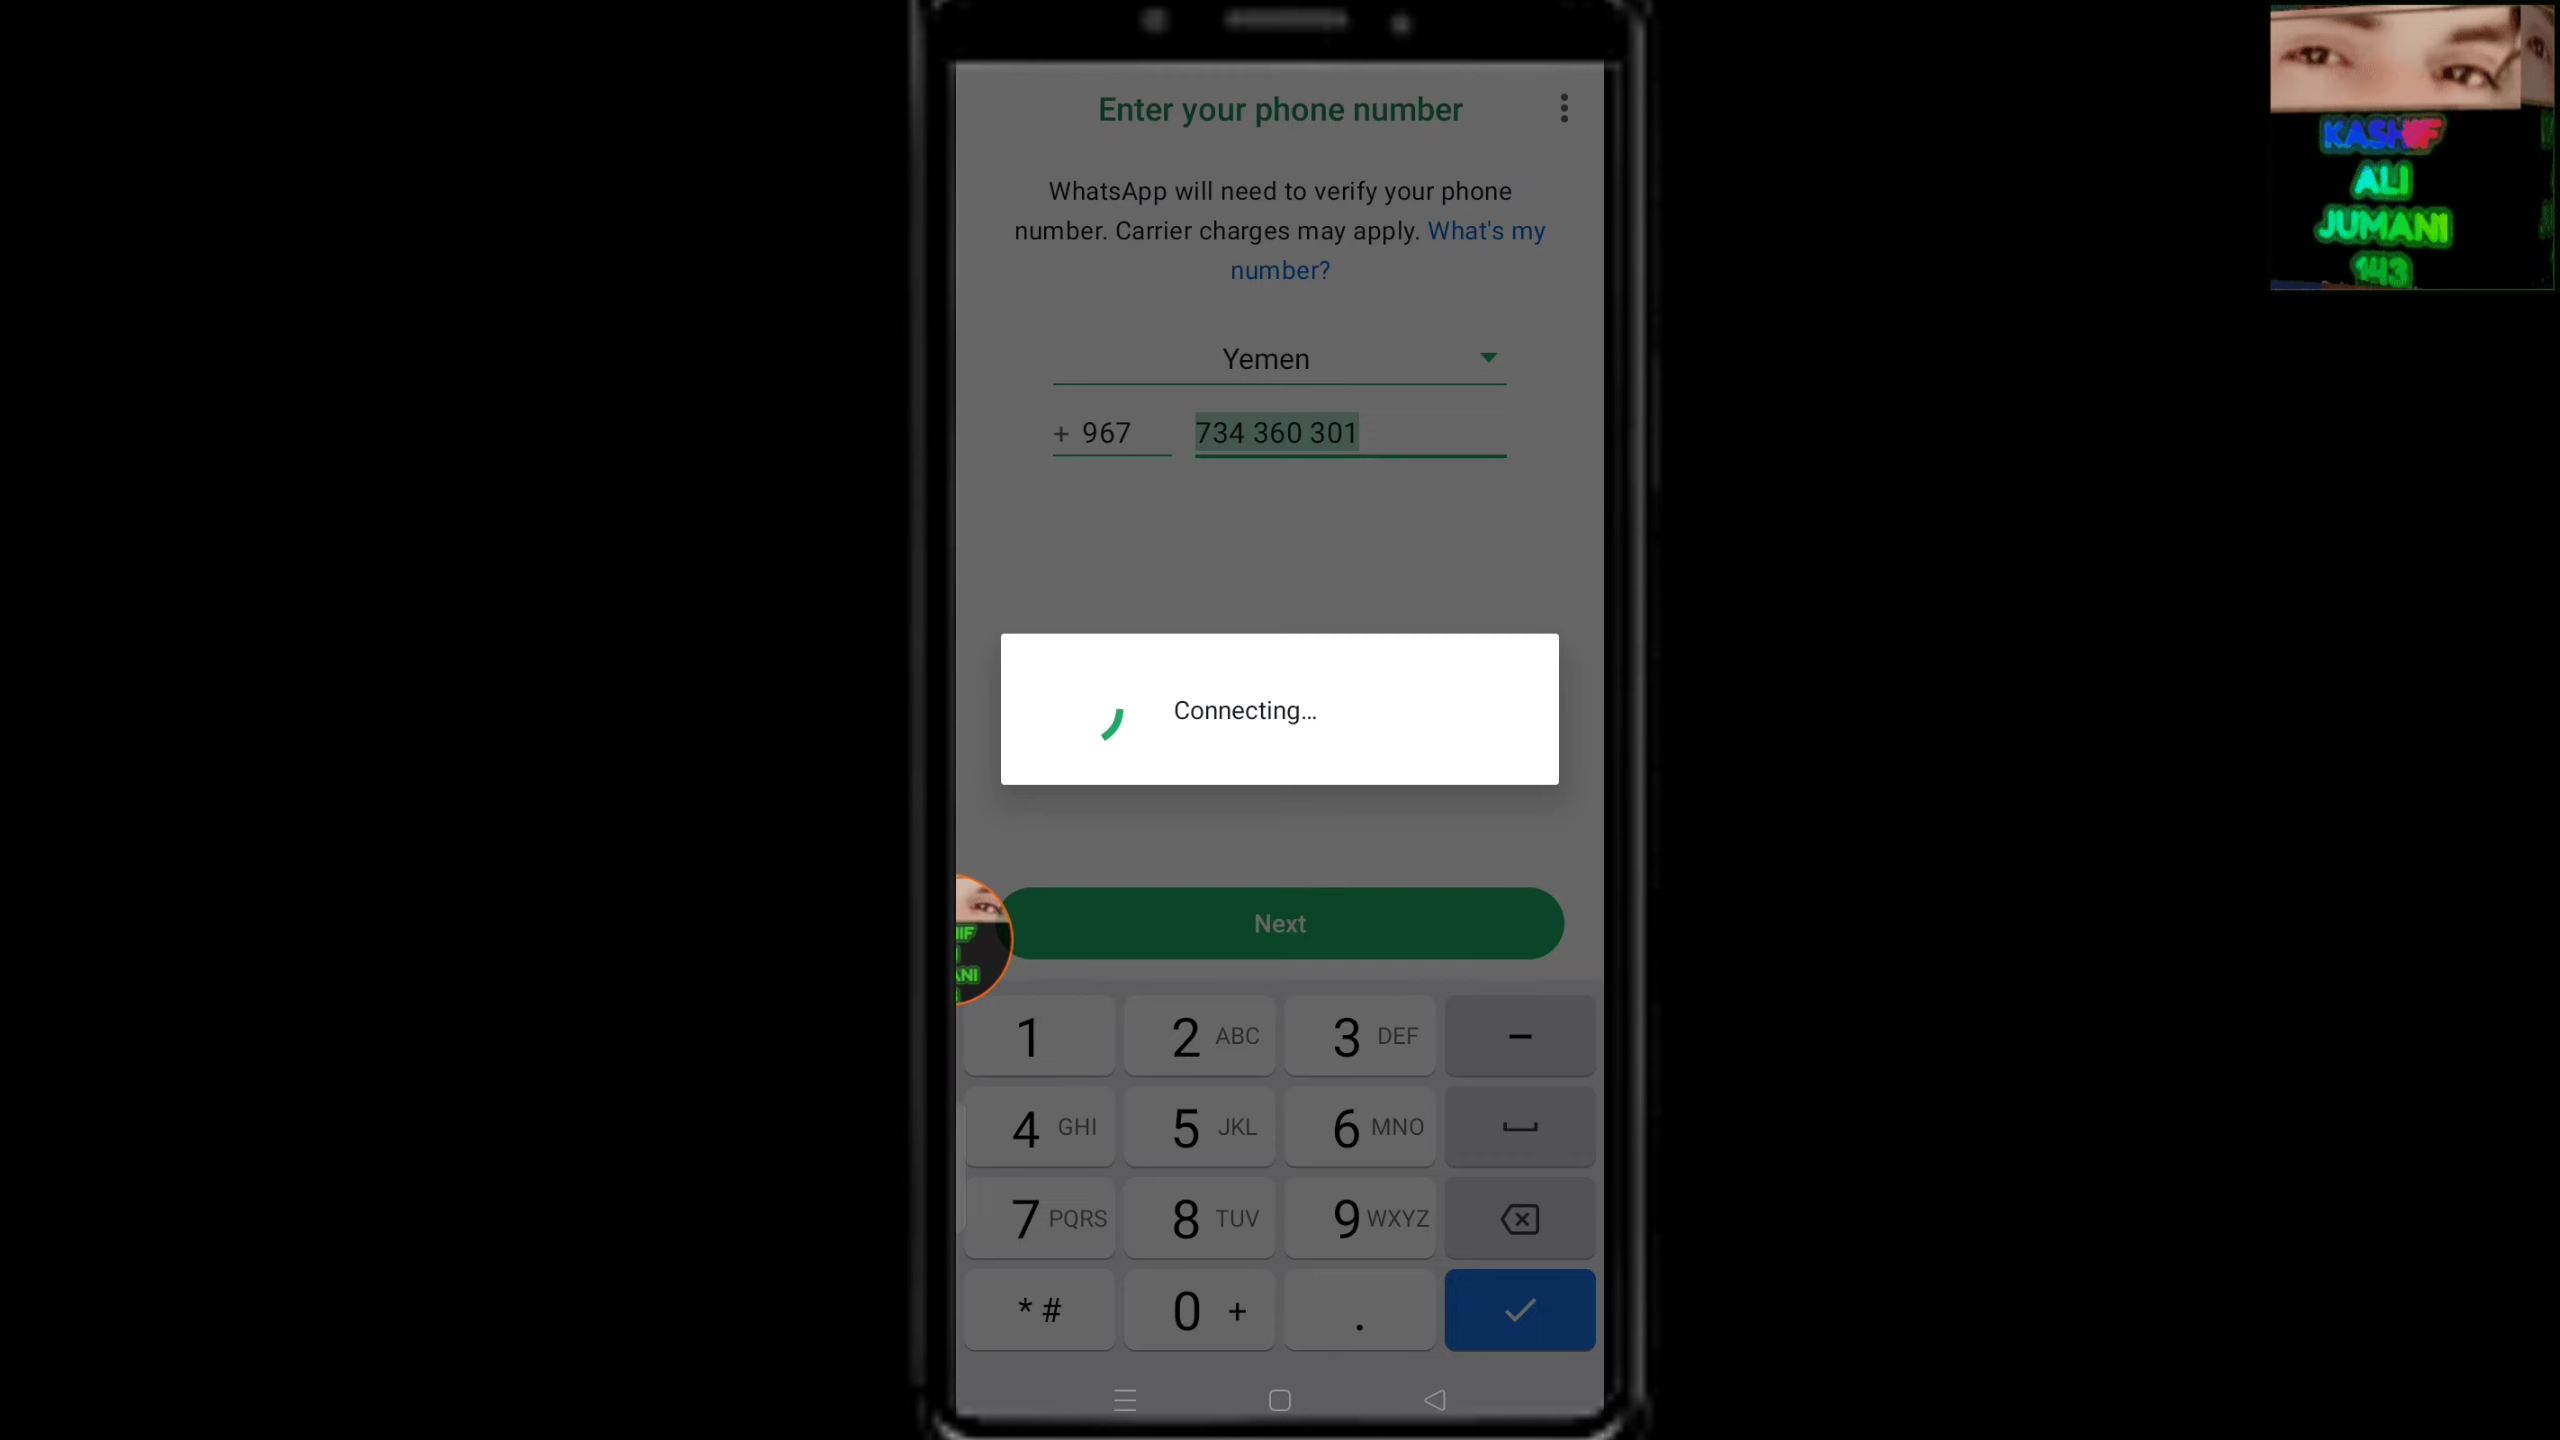 Enter your phone number
WhatsApp will need to verify your phone
number. Carrier charges may apply. What's my
number?
Yemen
+ 967 734 360 301
Connecting...
Next
1 2 ABC 3 DEF –
4 GHI 5 JKL 6 MNO
7 PQRS 8 TUV 9 WXYZ
* # 0 + .
KASHIF
ALI
JUMANI
143
IF
ANI